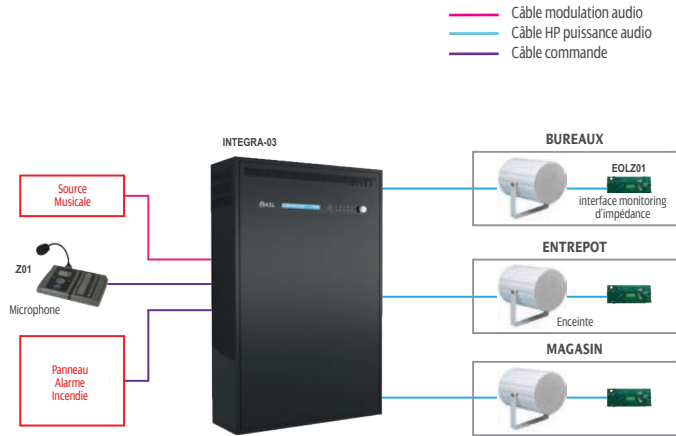 Câble modulation audio
Câble HP puissance audio
Câble commande
INTEGRA-03
BUREAUX
EOLZ01
interface monitoring
d'impédance
Source
Musicale
Z01
Microphone
ENTREPOT
Enceinte
Panneau
Alarme
Incendie
MAGASIN